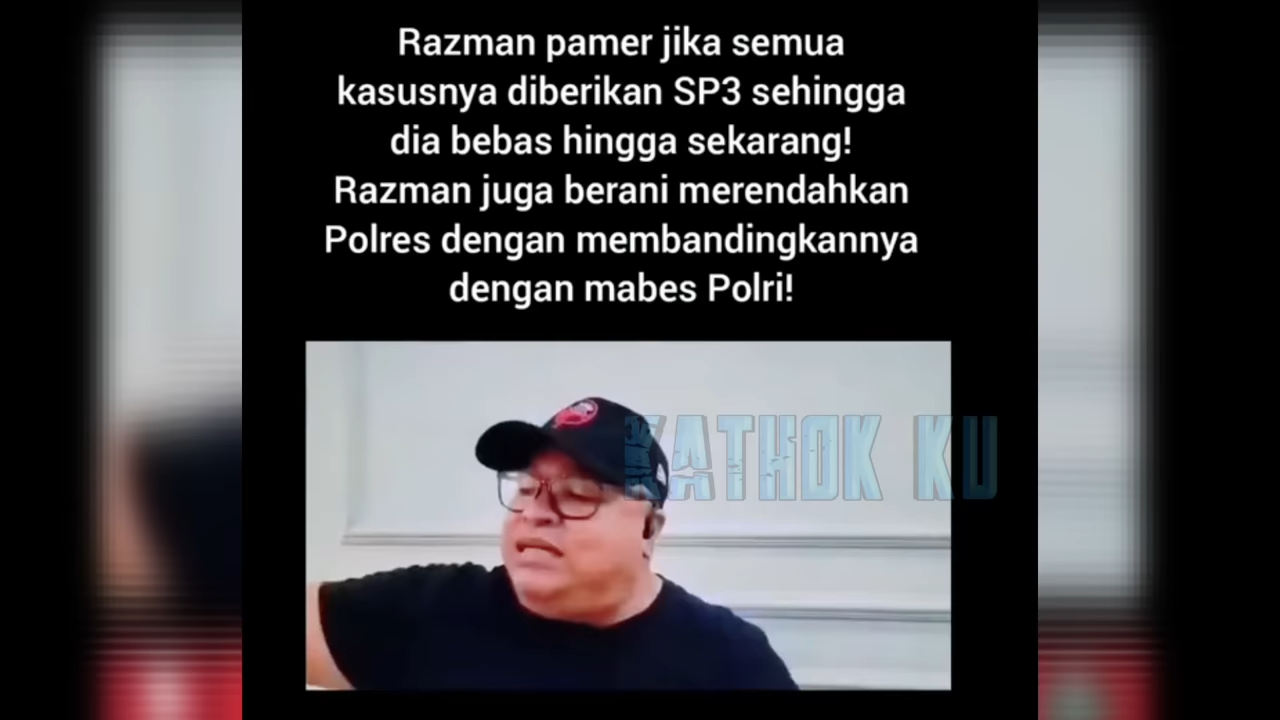 Razman pamer jika semua
kasusnya diberikan SP3 sehingga
dia bebas hingga sekarang!
Razman juga berani merendahkan
Polres dengan membandingkannya
dengan mabes Polri!
KATHOK KU